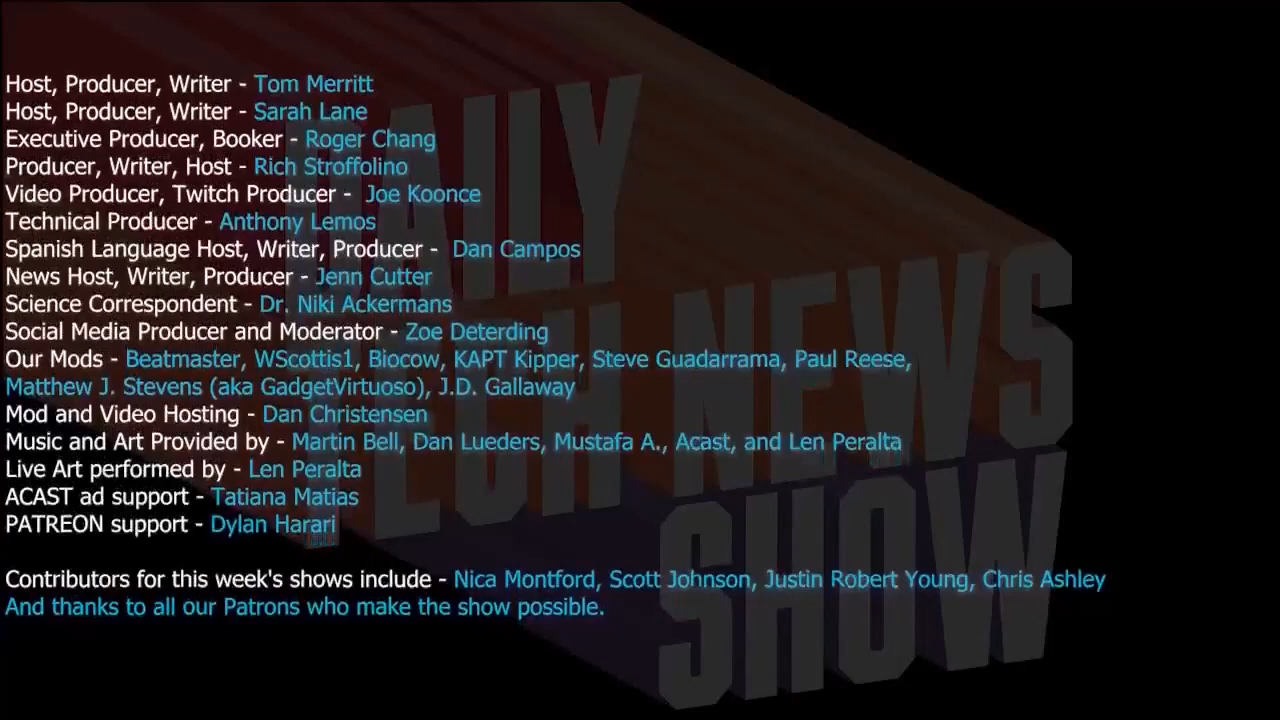 Host, Producer, Writer - Tom Merritt
Host, Producer, Writer - Sarah Lane
Executive Producer, Booker - Roger Chang
Producer, Writer, Host - Rich Stroffolino
Video Producer, Twitch Producer - Joe Koonce
Technical Producer - Anthony Lemos
Spanish Language Host, Writer, Producer - Dan Campos
News Host, Writer, Producer - Jenn Cutter
Science Correspondent - Dr. Niki Ackermans
Social Media Producer and Moderator - Zoe Deterding
Our Mods - Beatmaster, WScottis1, Biocow, KAPT Kipper, Steve Guadarrama, Paul Reese,
Matthew J. Stevens (aka GadgetVirtuoso), J.D. Gallaway
Mod and Video Hosting - Dan Christensen
Music and Art Provided by - Martin Bell, Dan Lueders, Mustafa A., Acast, and Len Peralta
Live Art performed by - Len Peralta
ACAST ad support - Tatiana Matias
PATREON support - Dylan Harari
Contributors for this week's shows include - Nica Montford, Scott Johnson, Justin Robert Young, Chris Ashley
And thanks to all our Patrons who make the show possible.
DAILY
TECH NEWS
SHOW